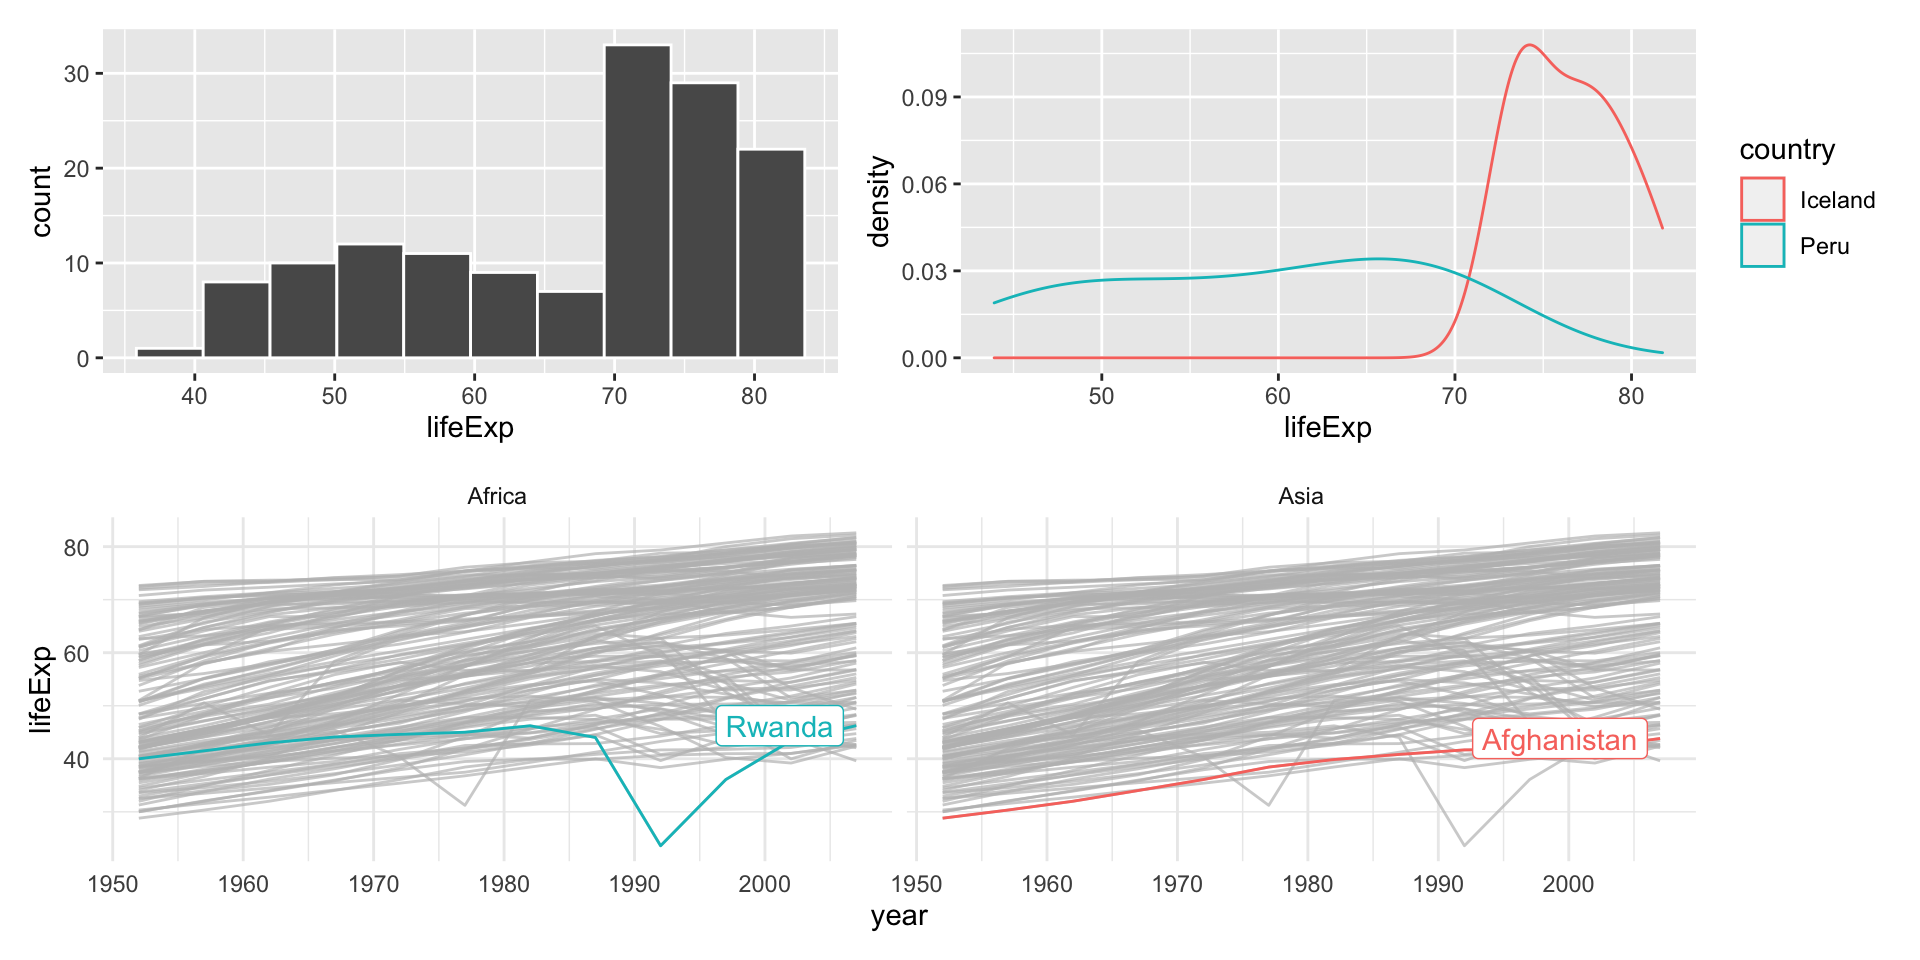 count
30
20
10
0
40 50 60 70 80
lifeExp
density
0.09
0.06
0.03
0.00
50 60 70 80
lifeExp
country
Iceland
Peru
Africa
Asia
lifeExp
80
60
40
Rwanda
Afghanistan
1950 1960 1970 1980 1990 2000
1950 1960 1970 1980 1990 2000
year